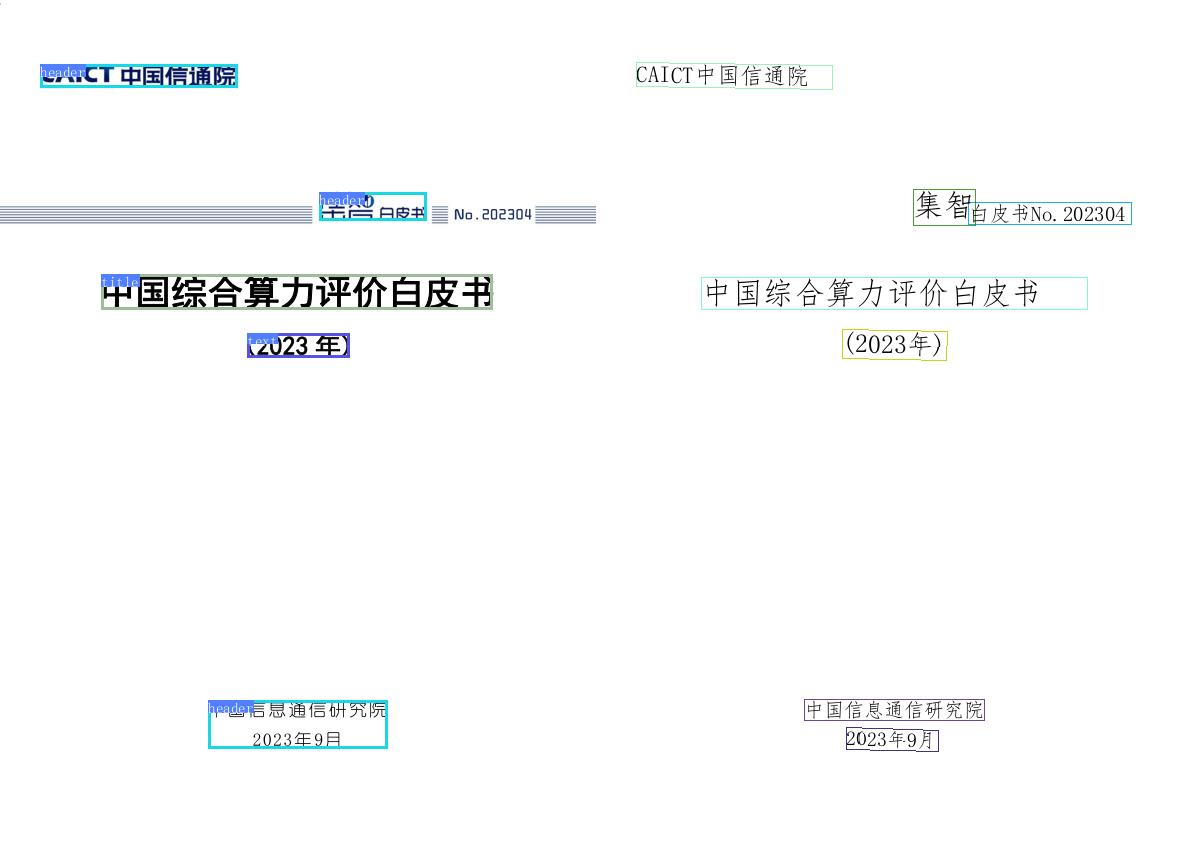 header
CAICT 中国信通院
CAICT中国信通院
header
白皮书
No.202304
集智
白皮书No.202304
title
中国综合算力评价白皮书
中国综合算力评价白皮书
text
(2023 年)
(2023年)
header
中国信息通信研究院
2023年9月
中国信息通信研究院
2023年9月